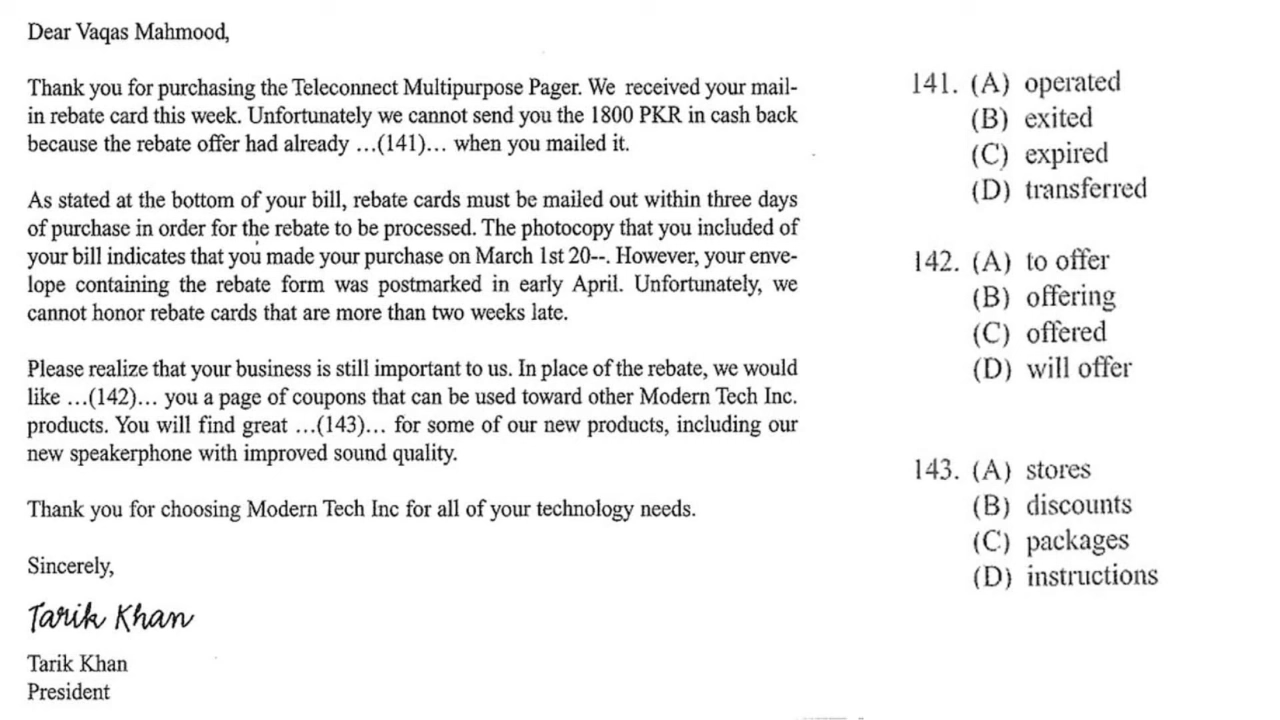 Dear Vaqas Mahmood,
Thank you for purchasing the Teleconnect Multipurpose Pager. We received your mail-
in rebate card this week. Unfortunately we cannot send you the 1800 PKR in cash back
because the rebate offer had already ...(141)... when you mailed it.
As stated at the bottom of your bill, rebate cards must be mailed out within three days
of purchase in order for the rebate to be processed. The photocopy that you included of
your bill indicates that you made your purchase on March 1st 20--. However, your enve-
lope containing the rebate form was postmarked in early April. Unfortunately, we
cannot honor rebate cards that are more than two weeks late.
Please realize that your business is still important to us. In place of the rebate, we would
like ...(142)... you a page of coupons that can be used toward other Modern Tech Inc.
products. You will find great ...(143)... for some of our new products, including our
new speakerphone with improved sound quality.
Thank you for choosing Modern Tech Inc for all of your technology needs.
Sincerely,
Tarik Khan
Tarik Khan
President
141. (A) operated
(B) exited
(C) expired
(D) transferred
142. (A) to offer
(B) offering
(C) offered
(D) will offer
143. (A) stores
(B) discounts
(C) packages
(D) instructions